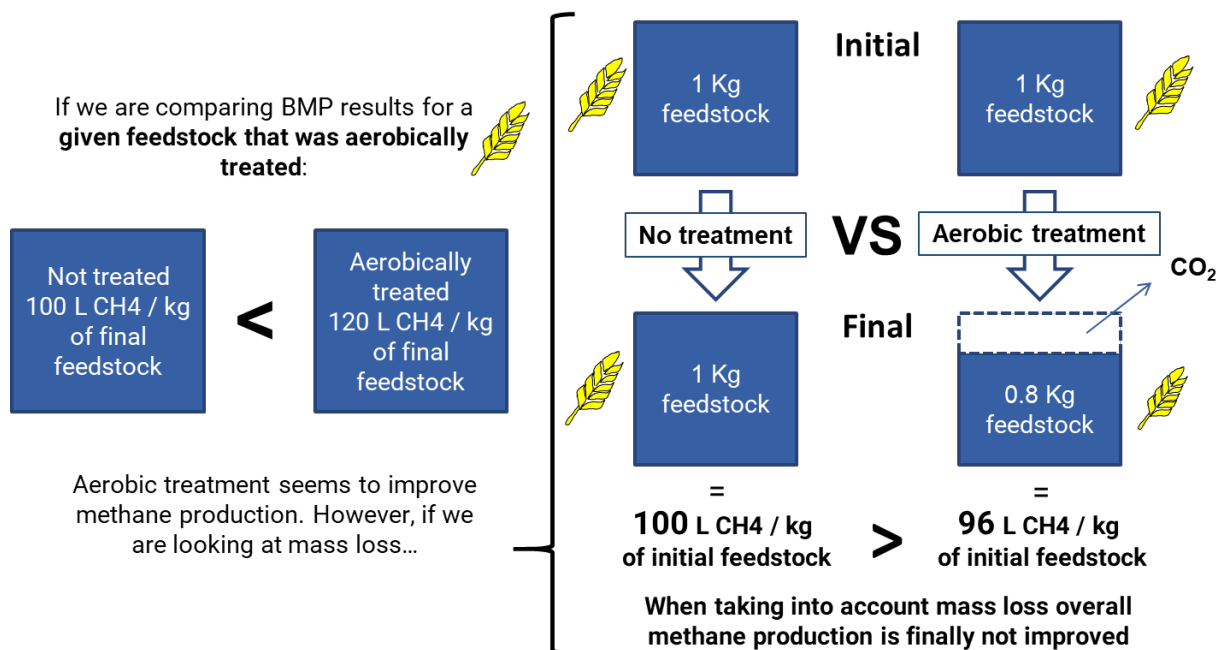 If we are comparing BMP results for a
given feedstock that was aerobically
treated:
Not treated
100 L CH4 / kg
of final
feedstock
<
Aerobically
treated
120 L CH4 / kg
of final
feedstock
Aerobic treatment seems to improve
methane production. However, if we
are looking at mass loss…
Initial
1 Kg
feedstock
1 Kg
feedstock
No treatment
VS
Aerobic treatment
CO2
Final
1 Kg
feedstock
0.8 Kg
feedstock
=
100 L CH4 / kg
of initial feedstock
>
=
96 L CH4 / kg
of initial feedstock
When taking into account mass loss overall
methane production is finally not improved